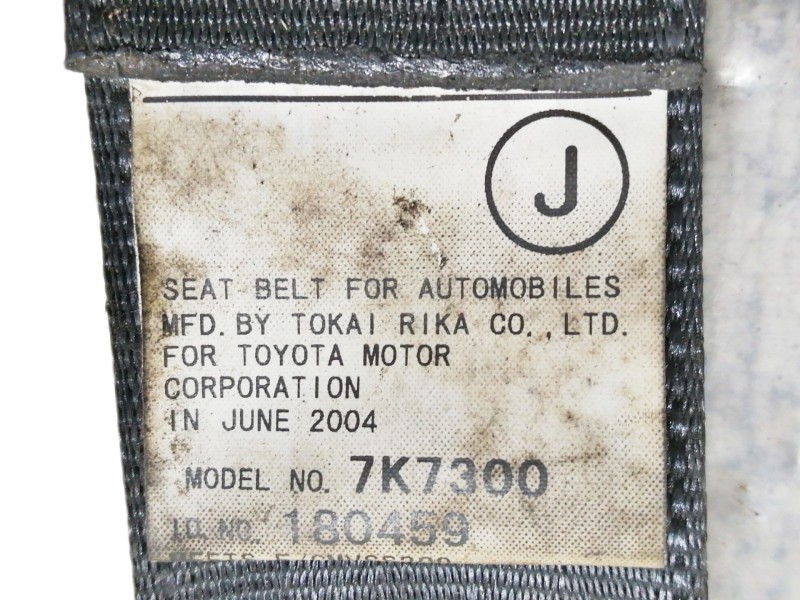 J
SEAT BELT FOR AUTOMOBILES
MFD. BY TOKAI RIKA CO., LTD.
FOR TOYOTA MOTOR
CORPORATION
IN JUNE 2004
MODEL NO. 7K7300
I.D. NO. 180459